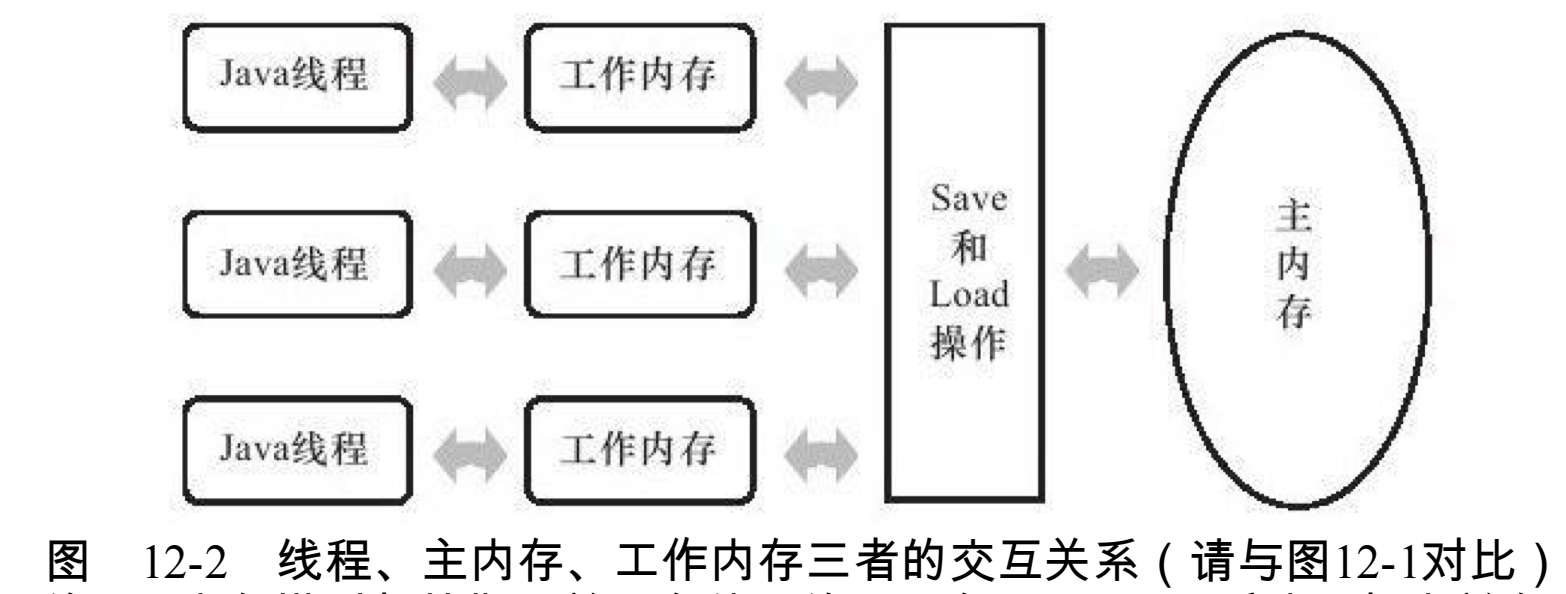 Java线程
工作内存
Java线程
工作内存
Java线程
工作内存
Save
和
Load
操作
主
内
存
图 12-2 线程、主内存、工作内存三者的交互关系（请与图12-1对比）